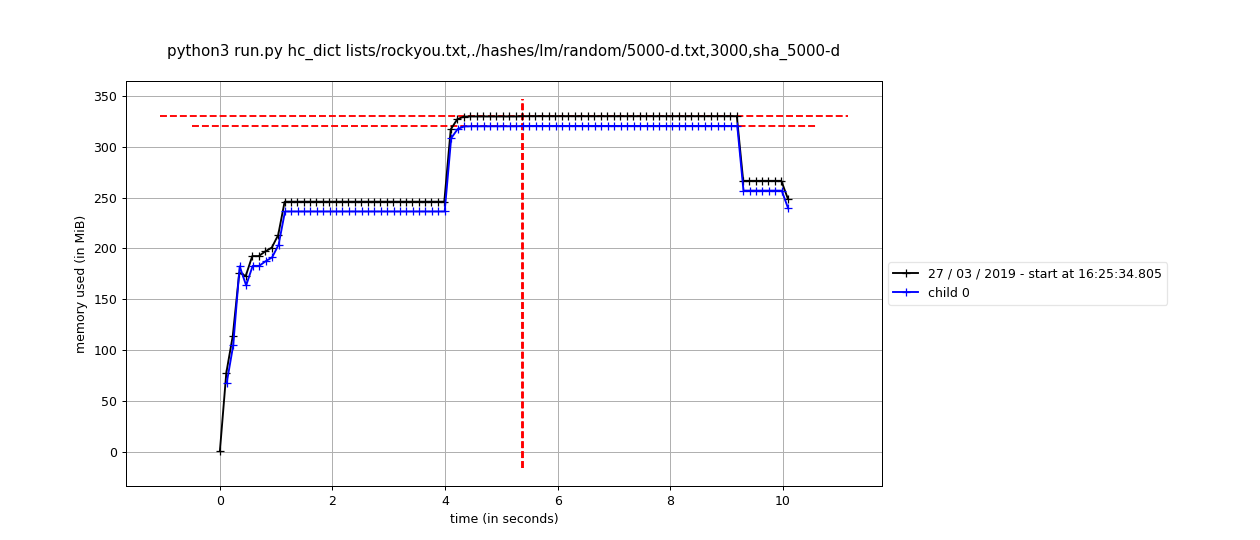 python3 run.py hc_dict lists/rockyou.txt,./hashes/lm/random/5000-d.txt,3000,sha_5000-d
350
300
250
200
150
100
50
0
memory used (in MiB)
0 2 4 6 8 10
time (in seconds)
27 / 03 / 2019 - start at 16:25:34.805
child 0